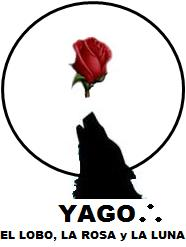 YAGO∴
EL LOBO, LA ROSA y LA LUNA